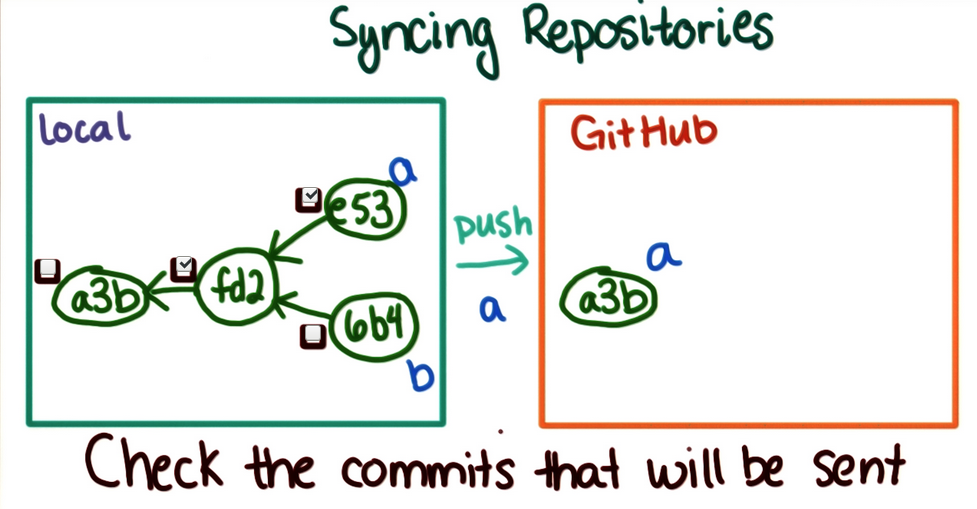 Syncing Repositories
local
GitHub
a
e53
push
a3b
fd2
a
a3b
a
6b4
b
Check the commits that will be sent